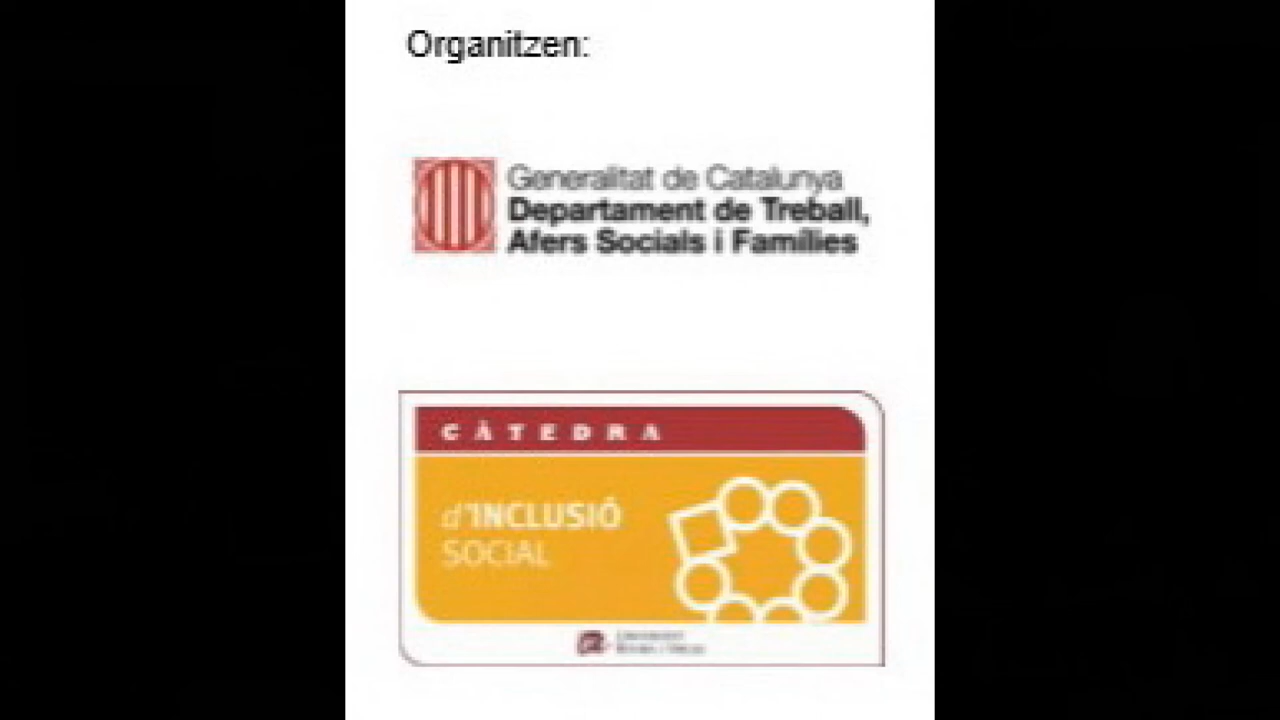 Organitzen:
Generalitat de Catalunya
Departament de Treball,
Afers Socials i Famílies
CÀTEDRA
d'INCLUSIÓ
SOCIAL